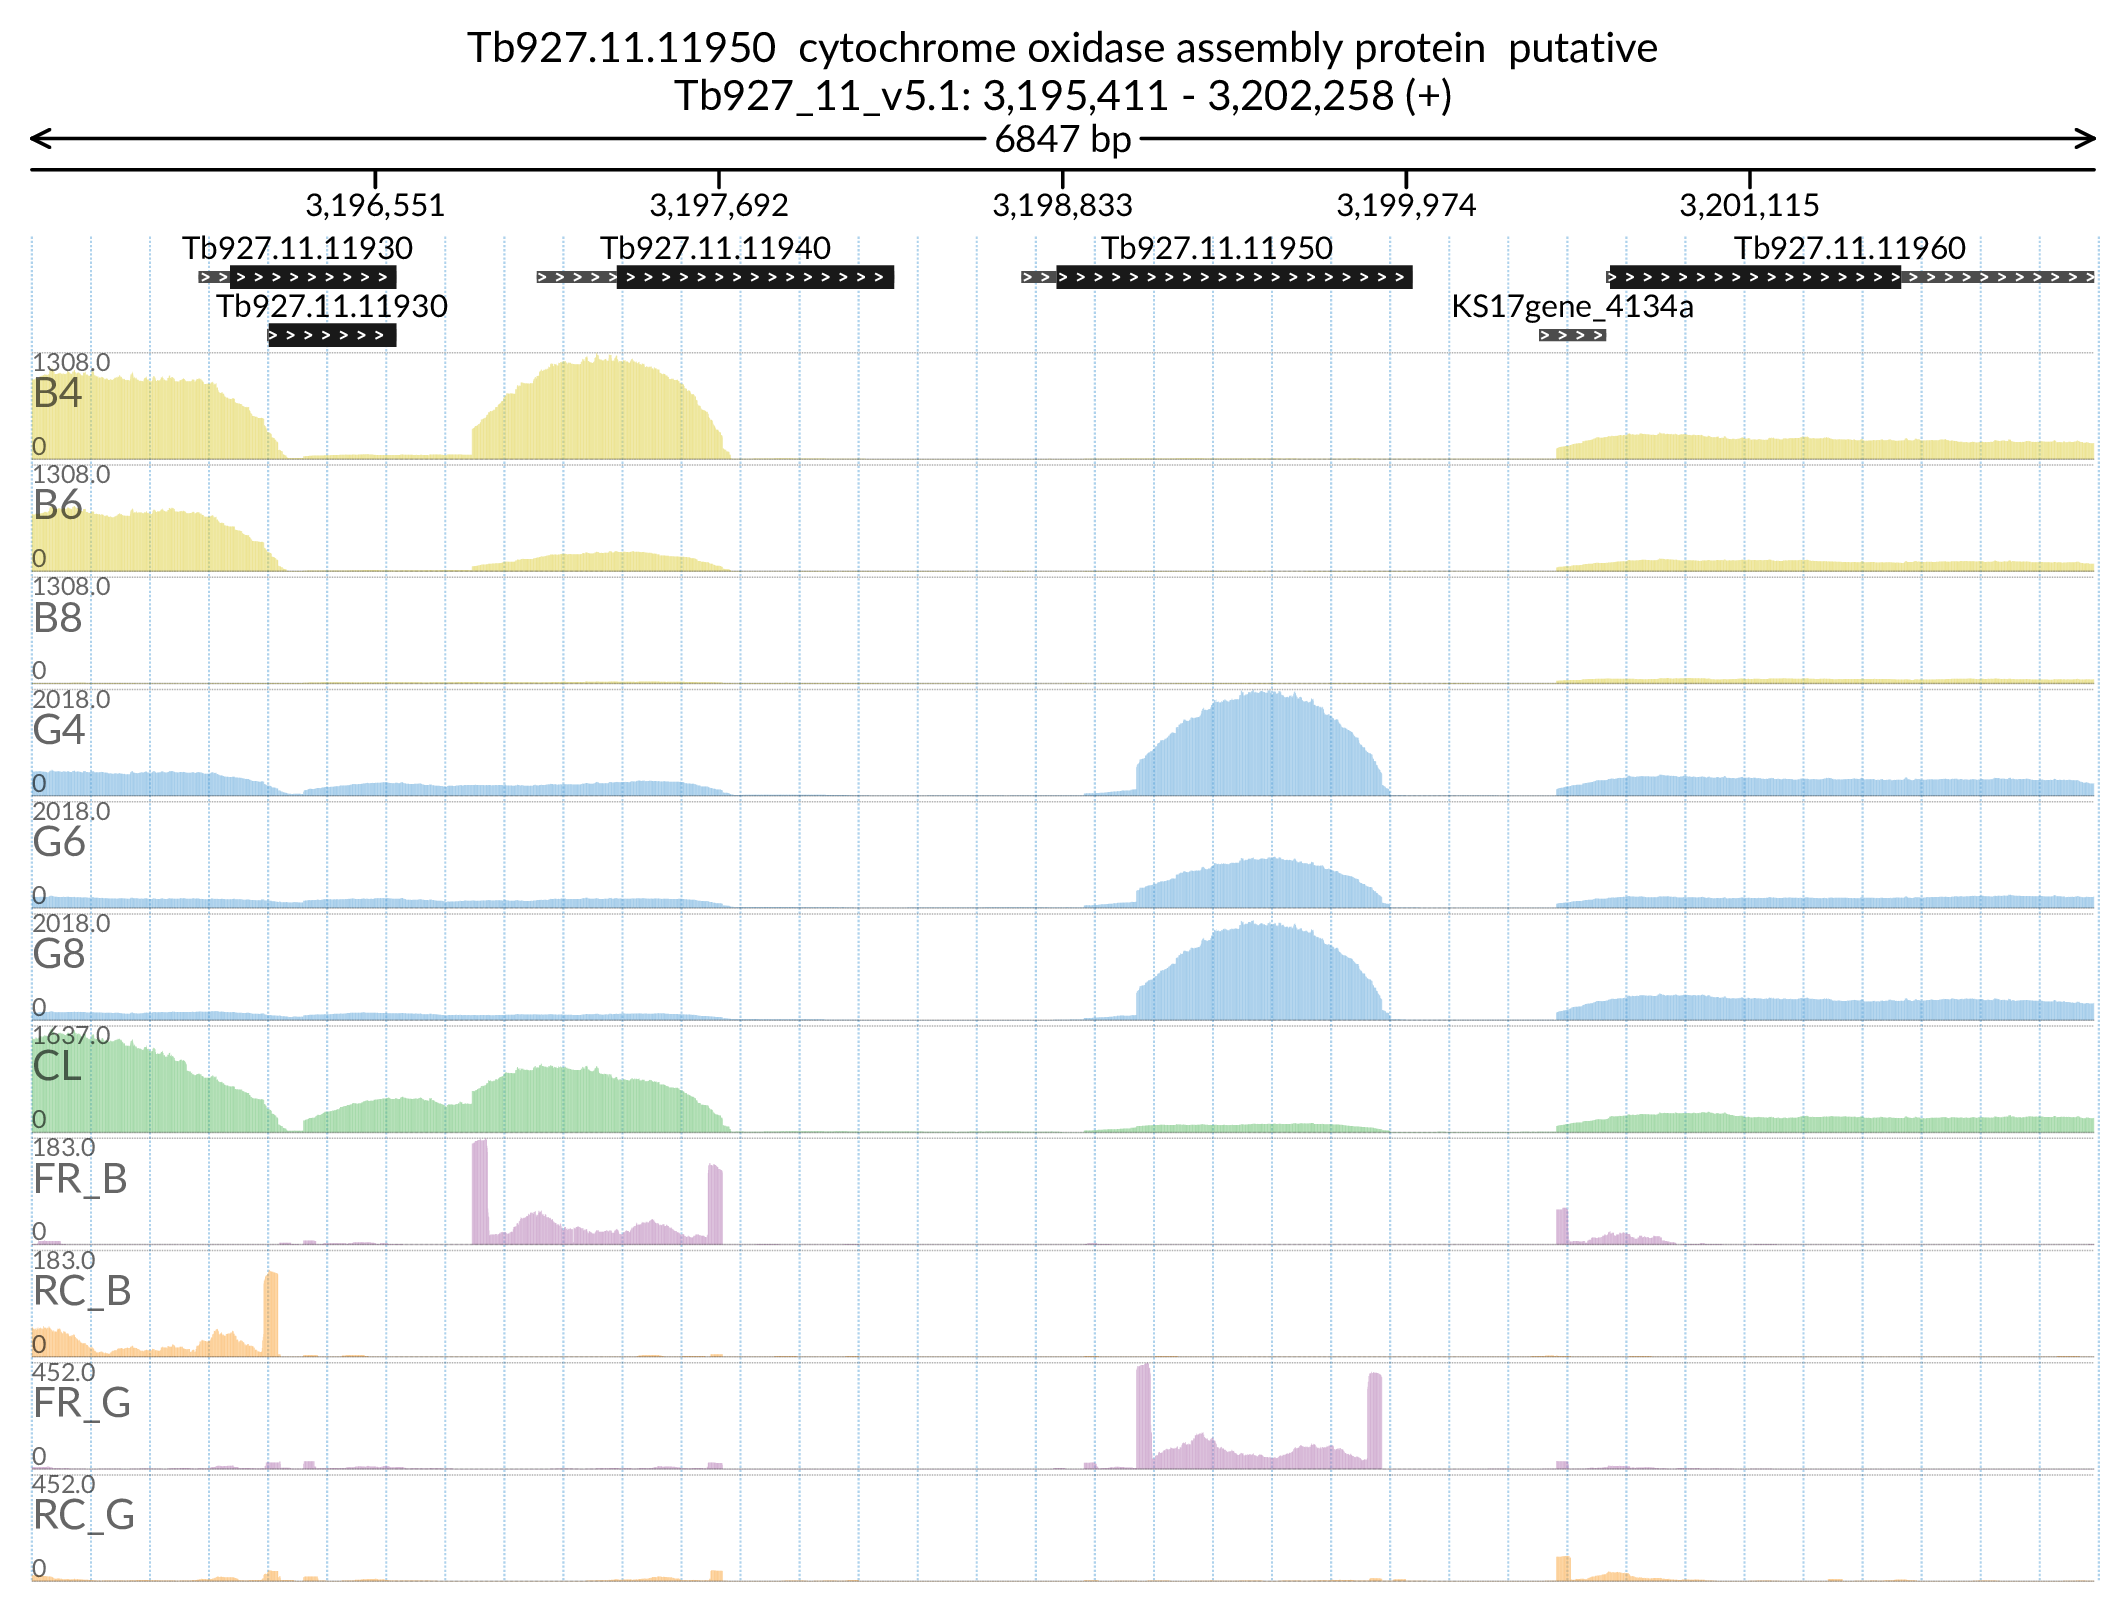 Tb927.11.11950  cytochrome oxidase assembly protein  putative
Tb927_11_v5.1: 3,195,411 - 3,202,258 (+)
6847 bp
3,196,551 3,197,692 3,198,833 3,199,974 3,201,115
Tb927.11.11930 Tb927.11.11940 Tb927.11.11950 Tb927.11.11960
Tb927.11.11930 KS17gene_4134a
1308.0
B4
0
1308.0
B6
0
1308.0
B8
0
2018.0
G4
0
2018.0
G6
0
2018.0
G8
0
1637.0
CL
0
183.0
FR_B
0
183.0
RC_B
0
452.0
FR_G
0
452.0
RC_G
0